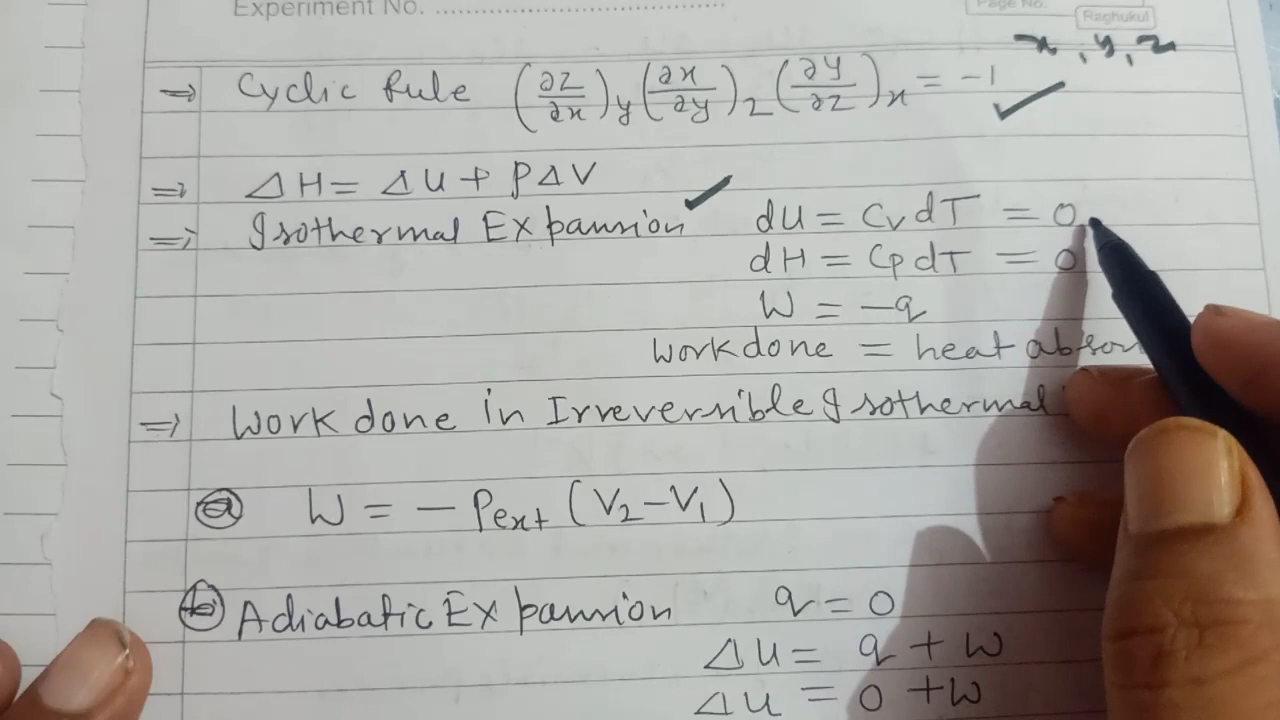 Experiment No. ........................................
Page No.
Raghukul
x, y, z
⇒ Cyclic Rule (∂z/∂x)y (∂x/∂y)z (∂y/∂z)x = -1 ✓
⇒ ΔH = ΔU + PΔV
⇒ Isothermal Expansion ✓ dU = CvdT = 0
dH = CpdT = 0
W = -q
Workdone = heat
⇒ Work done in Irreversible Isothermal
(a) W = -Pext (V2-V1)
(b) Adiabatic Expansion q = 0
ΔU = q + W
ΔU = 0 + W